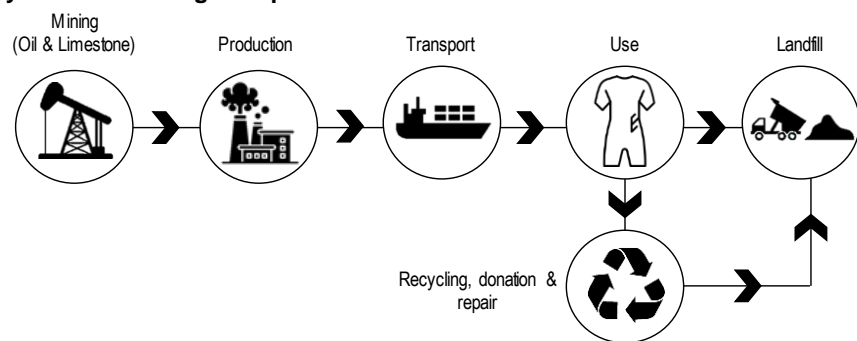 Mining
(Oil & Limestone)
Production
Transport
Use
Landfill
Recycling, donation &
repair